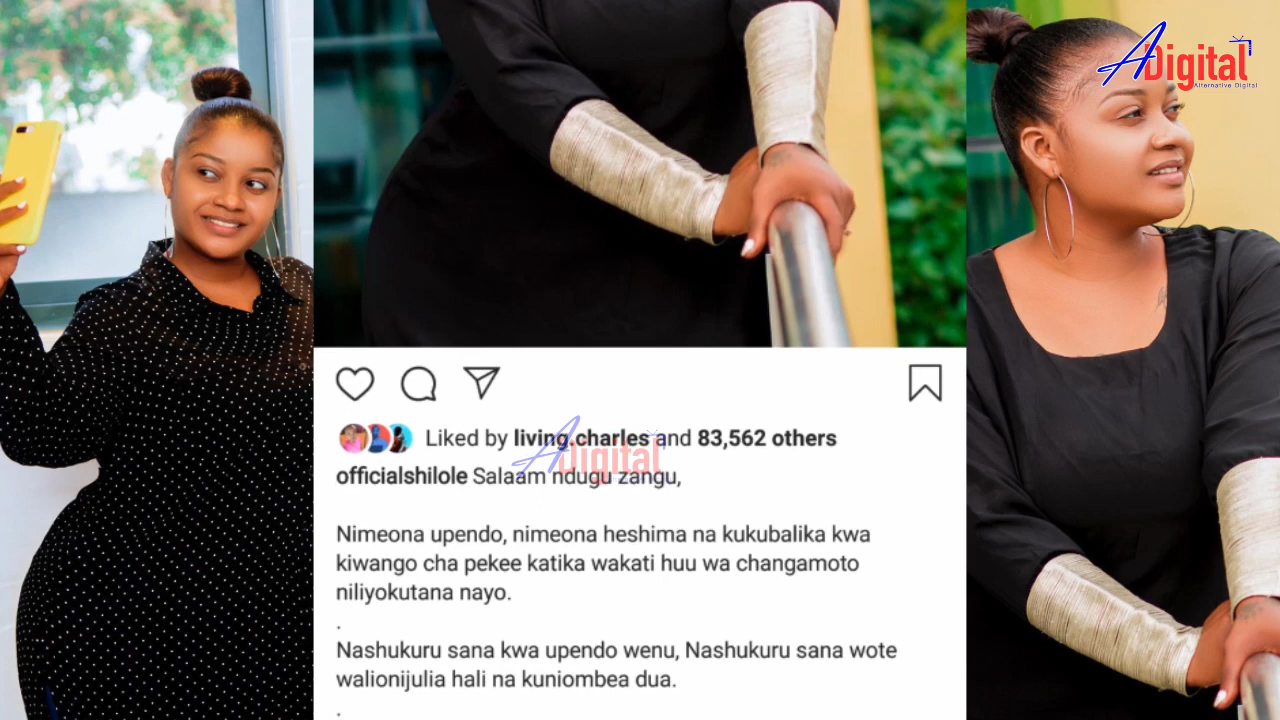 ADigital
Alternative Digital
Liked by living.charles and 83,562 others
ADigital
officialshilole Salaam ndugu zangu,
Nimeona upendo, nimeona heshima na kukubalika kwa
kiwango cha pekee katika wakati huu wa changamoto
niliyokutana nayo.
.
Nashukuru sana kwa upendo wenu, Nashukuru sana wote
walionijulia hali na kuniombea dua.
.